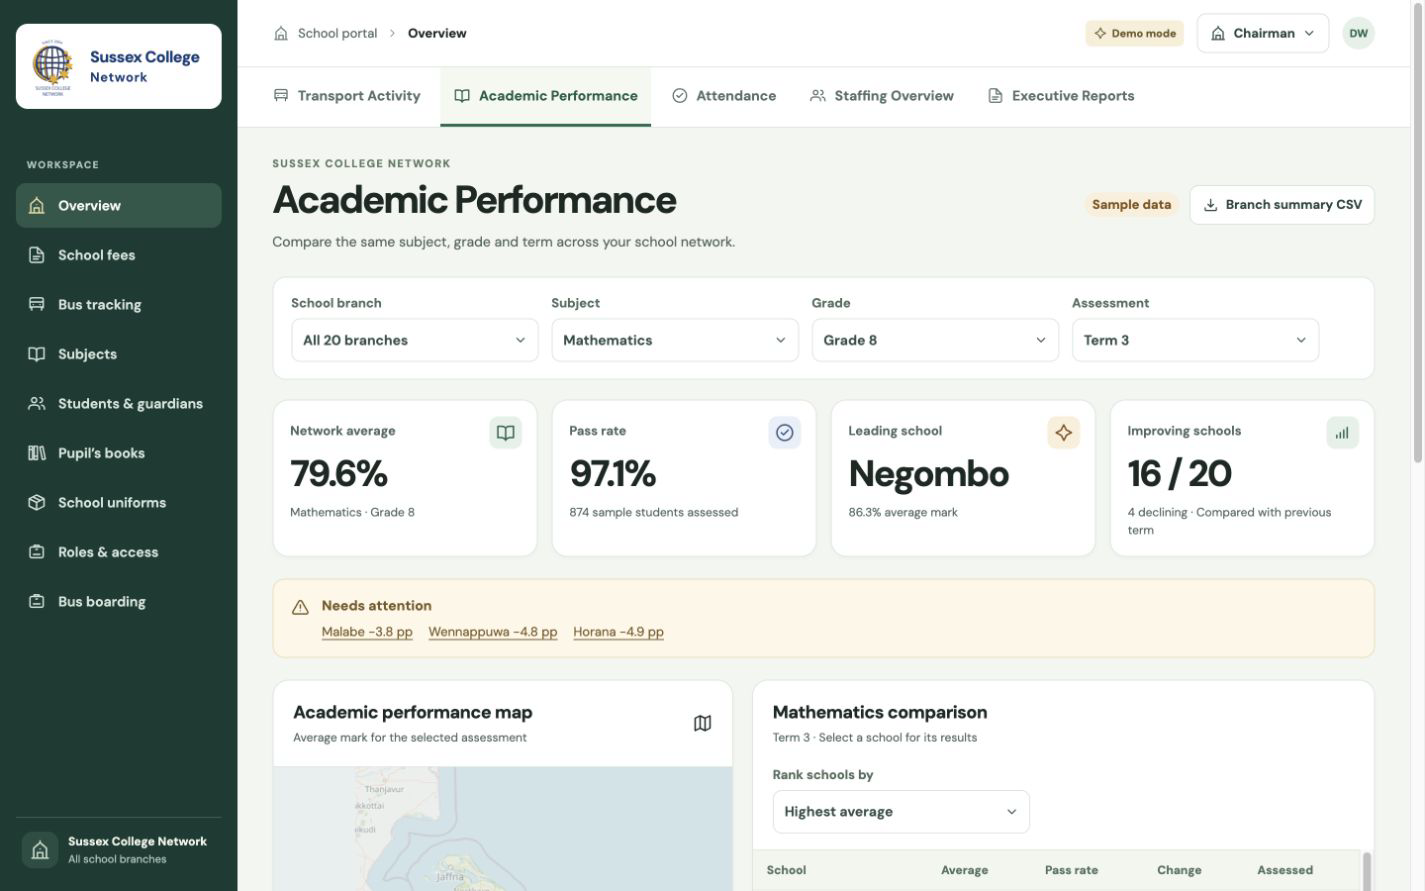 Sussex College
Network
SUSSEX COLLEGE
NETWORK
WORKSPACE
Overview
School fees
Bus tracking
Subjects
Students & guardians
Pupil's books
School uniforms
Roles & access
Bus boarding
Sussex College Network
All school branches
School portal
Overview
Demo mode
Chairman
DW
Transport Activity
Academic Performance
Attendance
Staffing Overview
Executive Reports
SUSSEX COLLEGE NETWORK
Academic Performance
Compare the same subject, grade and term across your school network.
Sample data
Branch summary CSV
School branch
All 20 branches
Subject
Mathematics
Grade
Grade 8
Assessment
Term 3
Network average
79.6%
Mathematics · Grade 8
Pass rate
97.1%
874 sample students assessed
Leading school
Negombo
86.3% average mark
Improving schools
16 / 20
4 declining · Compared with previous
term
Needs attention
Malabe -3.8 pp
Wennappuwa -4.8 pp
Horana -4.9 pp
Academic performance map
Average mark for the selected assessment
Thanjavur
Jaffna
Mathematics comparison
Term 3 · Select a school for its results
Rank schools by
Highest average
School
Average
Pass rate
Change
Assessed